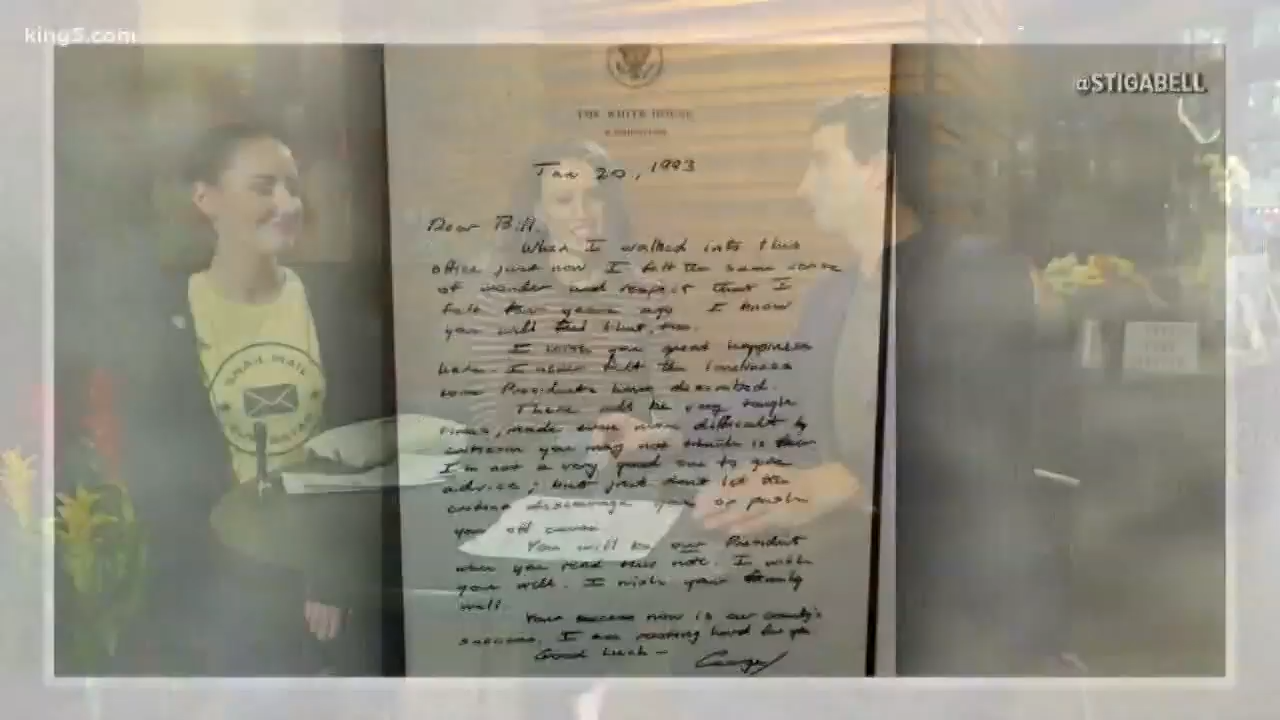 king5.com
@STIGABELL
THE WHITE HOUSE
WASHINGTON
Jan 20, 1993
Dear Bill,
When I walked into this
office just now I felt the same sense
of wonder and respect that I
felt four years ago. I know
you will feel that, too.
I wish you great happiness
here. I never felt the loneliness
some Presidents have described.
There will be very tough
times, made even more difficult by
criticism you may not think is fair.
I'm not a very good one to give
advice; but just don't let the
critics discourage you or push
you off course.
You will be our President
when you read this note. I wish
you well. I wish your family
well.
Your success now is our country's
success. I am rooting hard for you
Good Luck —
George
SNAIL MAIL